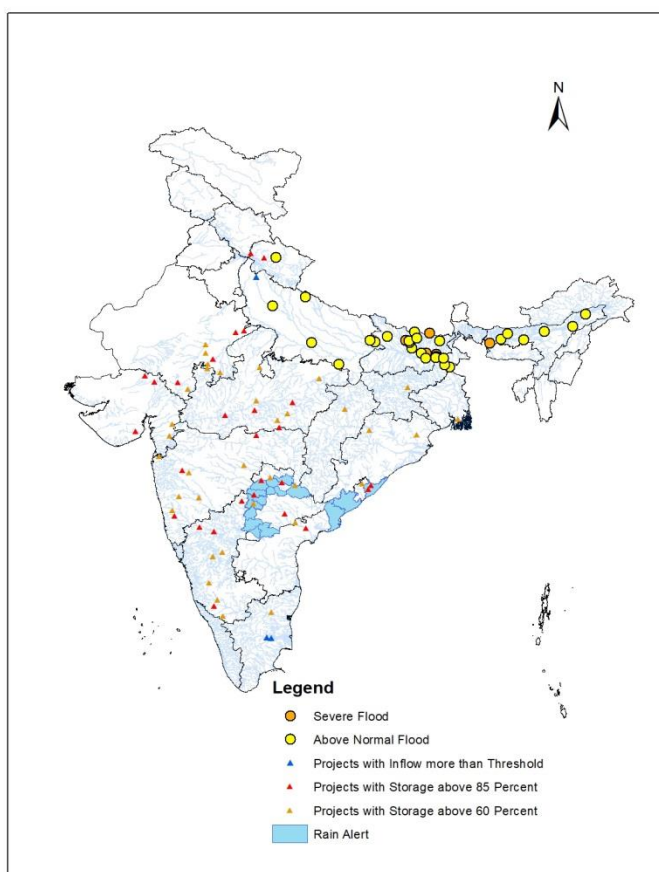 N
Legend
Severe Flood
Above Normal Flood
Projects with Inflow more than Threshold
Projects with Storage above 85 Percent
Projects with Storage above 60 Percent
Rain Alert